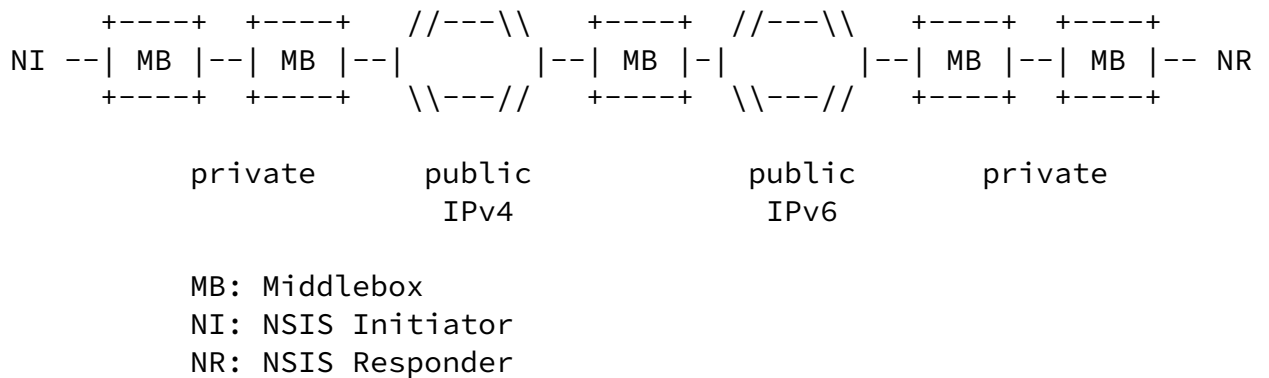 +----+  +----+   //---\\   +----+  //---\\   +----+  +----+
NI --| MB |--| MB |--|       |--| MB |-|       |--| MB |--| MB |-- NR
     +----+  +----+   \\---//   +----+  \\---//   +----+  +----+
          private      public            public       private
                        IPv4              IPv6
          MB: Middlebox
          NI: NSIS Initiator
          NR: NSIS Responder